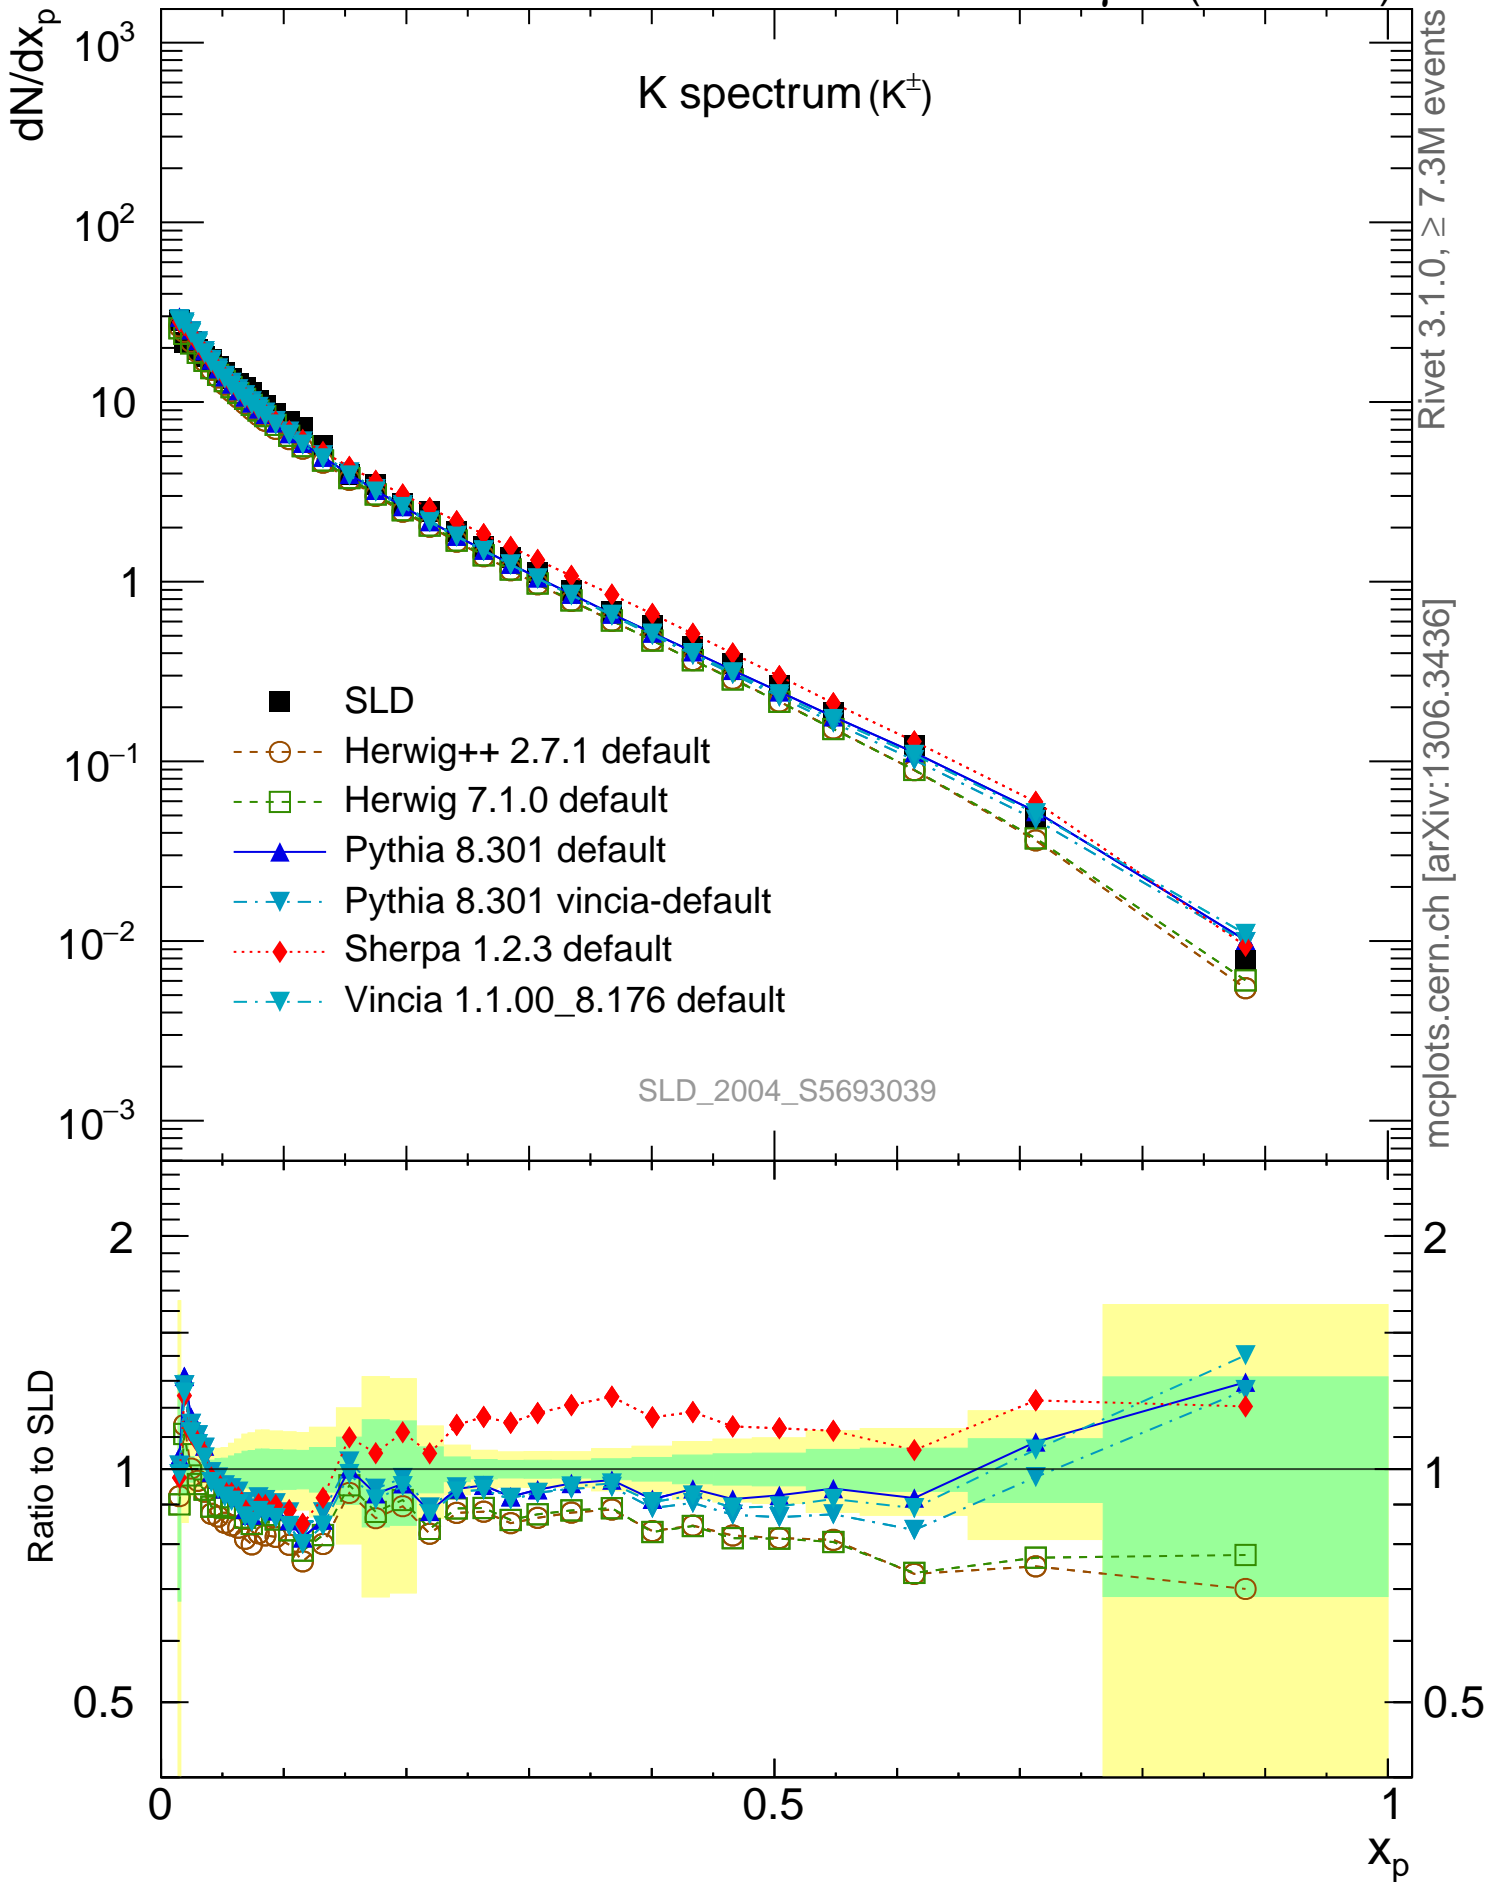 dN/dx_p
10^3
10^2
10
1
10^−1
10^−2
10^−3
K spectrum (K^±)
SLD
Herwig++ 2.7.1 default
Herwig 7.1.0 default
Pythia 8.301 default
Pythia 8.301 vincia-default
Sherpa 1.2.3 default
Vincia 1.1.00_8.176 default
SLD_2004_S5693039
Rivet 3.1.0, ≥ 7.3M events
mcplots.cern.ch [arXiv:1306.3436]
Ratio to SLD
2
1
0.5
2
1
0.5
0
0.5
1
x_p